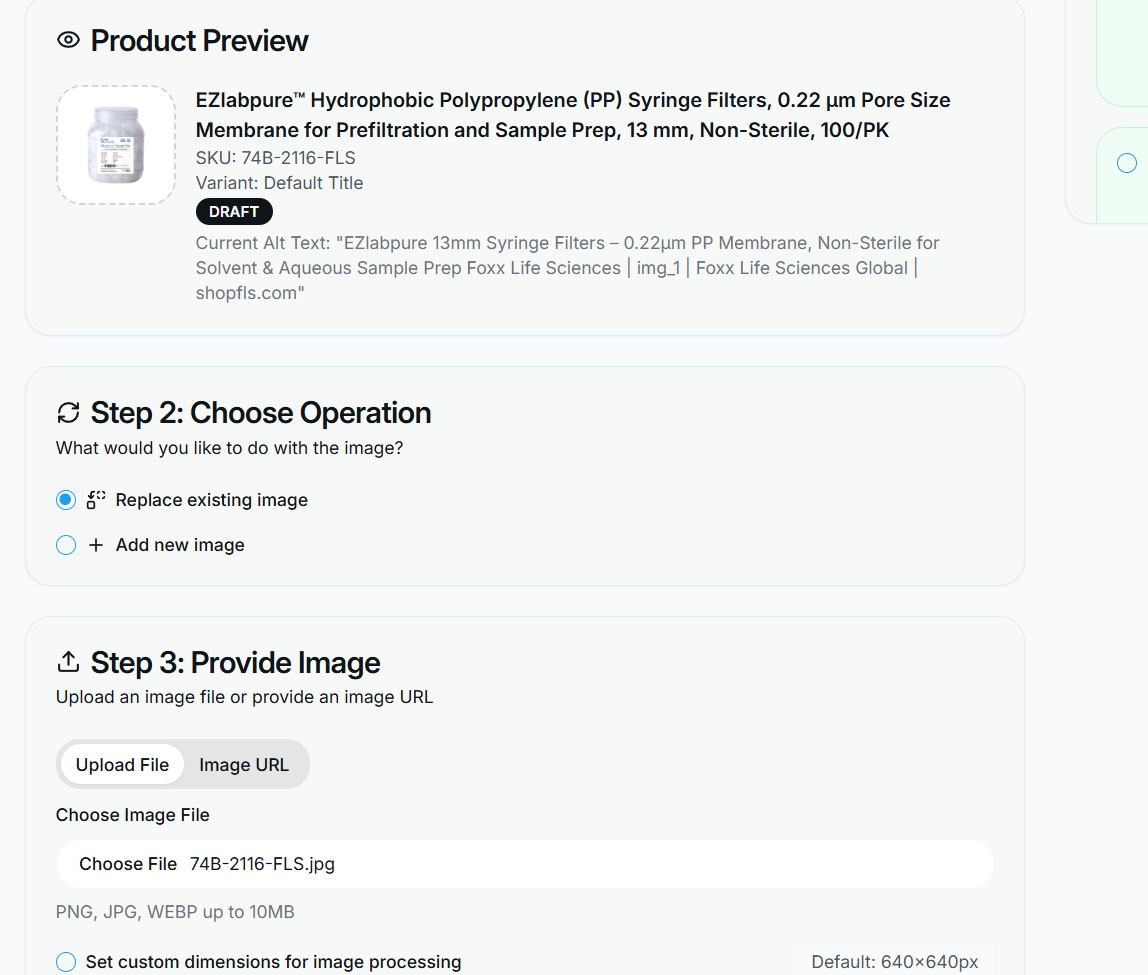 Product Preview
EZlabpure™ Hydrophobic Polypropylene (PP) Syringe Filters, 0.22 µm Pore Size
Membrane for Prefiltration and Sample Prep, 13 mm, Non-Sterile, 100/PK
SKU: 74B-2116-FLS
Variant: Default Title
DRAFT
Current Alt Text: "EZlabpure 13mm Syringe Filters – 0.22µm PP Membrane, Non-Sterile for
Solvent & Aqueous Sample Prep Foxx Life Sciences | img_1 | Foxx Life Sciences Global |
shopfls.com"
Step 2: Choose Operation
What would you like to do with the image?
Replace existing image
Add new image
Step 3: Provide Image
Upload an image file or provide an image URL
Upload File Image URL
Choose Image File
Choose File 74B-2116-FLS.jpg
PNG, JPG, WEBP up to 10MB
Set custom dimensions for image processing Default: 640×640px